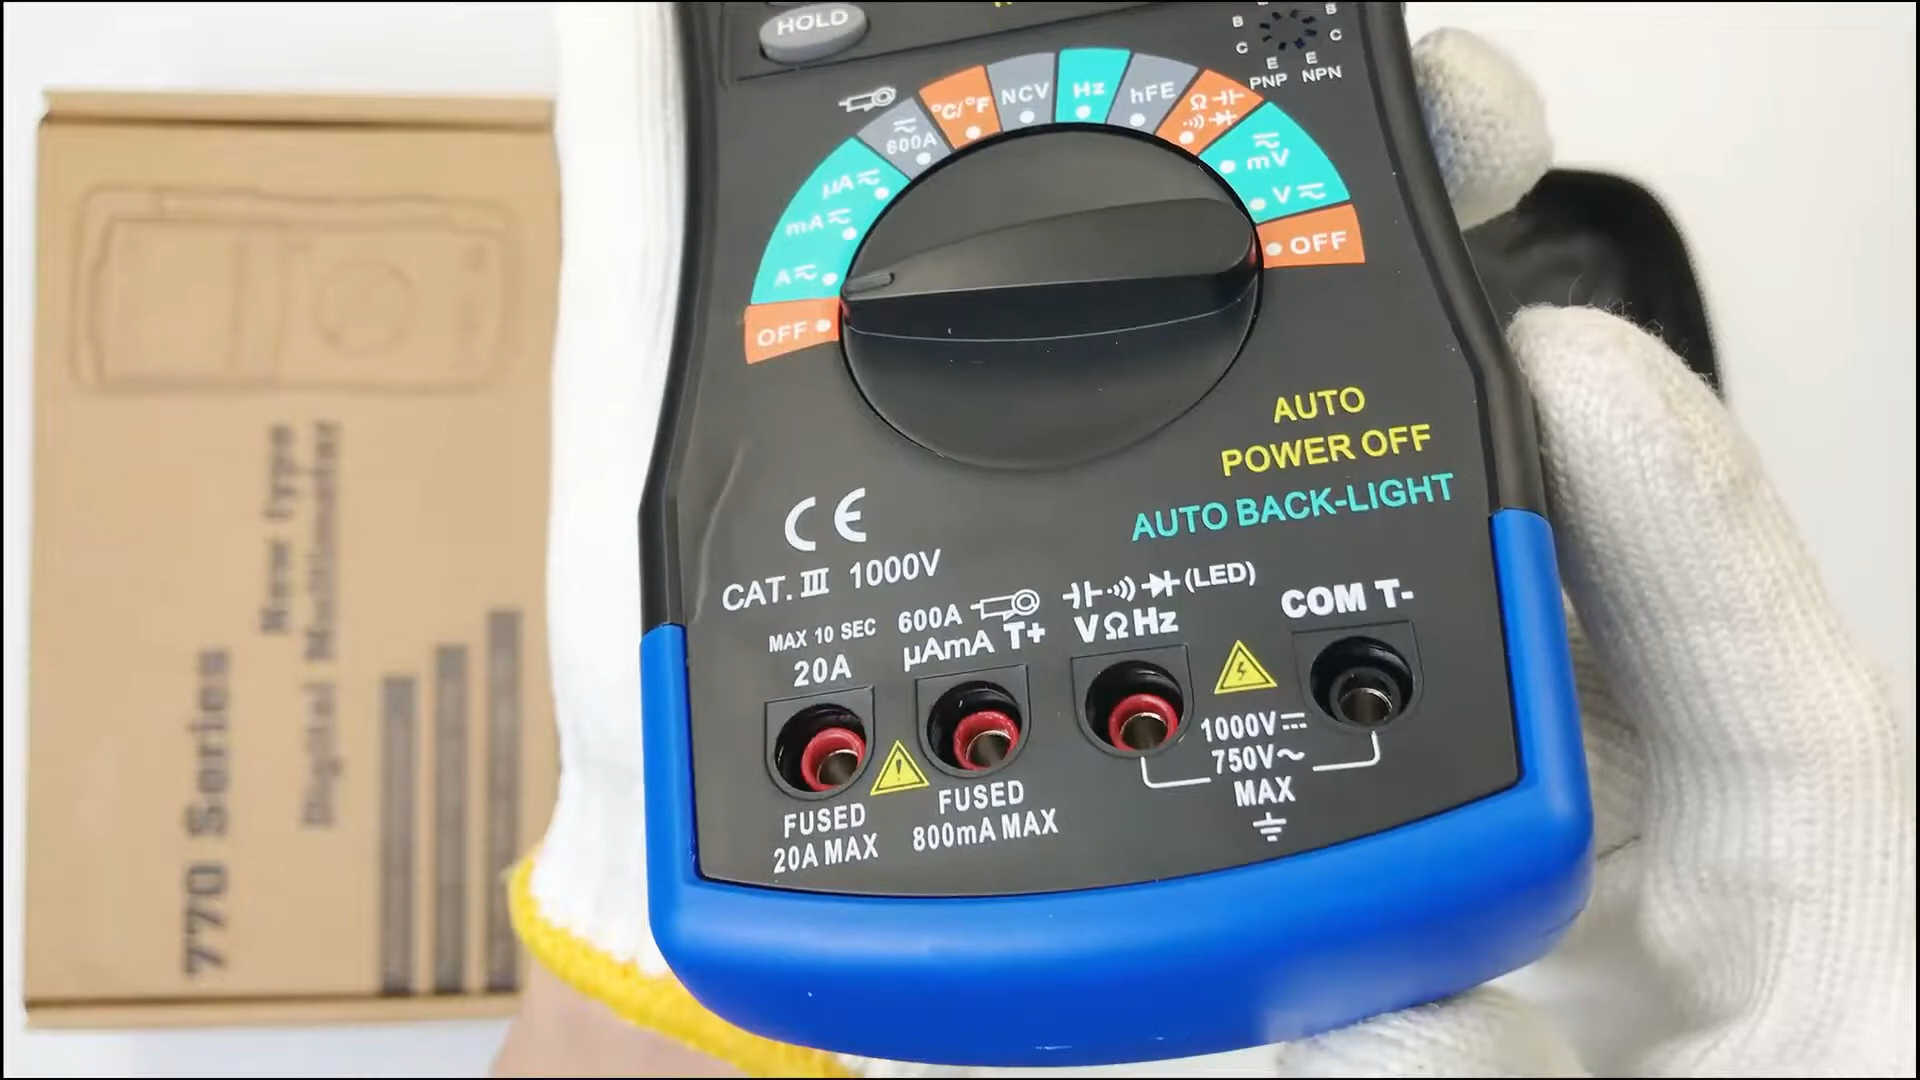 HOLD
B
B
C
C
E
E
PNP
NPN
600A
°C/°F
NCV
Hz
hFE
Ω
mV
V
OFF
µA
mA
A
OFF
AUTO
POWER OFF
AUTO BACK-LIGHT
CE
CAT. III 1000V
MAX 10 SEC
20A
600A
µAmA T+
(LED)
VΩHz
COM T-
1000V
750V~
MAX
FUSED
20A MAX
FUSED
800mA MAX
770 Series
New type
Digital Multimeter